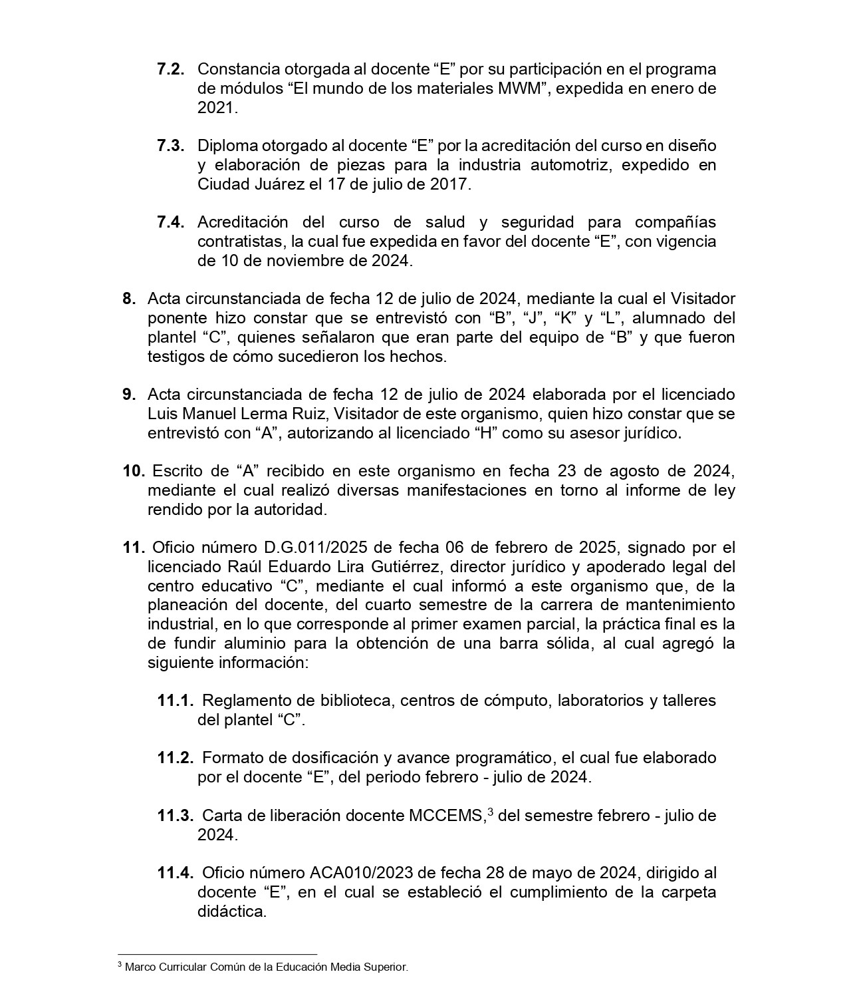 7.2. Constancia otorgada al docente “E” por su participación en el programa
de módulos “El mundo de los materiales MWM”, expedida en enero de
2021.
7.3. Diploma otorgado al docente “E” por la acreditación del curso en diseño
y elaboración de piezas para la industria automotriz, expedido en
Ciudad Juárez el 17 de julio de 2017.
7.4. Acreditación del curso de salud y seguridad para compañías
contratistas, la cual fue expedida en favor del docente “E”, con vigencia
de 10 de noviembre de 2024.
8. Acta circunstanciada de fecha 12 de julio de 2024, mediante la cual el Visitador
ponente hizo constar que se entrevistó con “B”, “J”, “K” y “L”, alumnado del
plantel “C”, quienes señalaron que eran parte del equipo de “B” y que fueron
testigos de cómo sucedieron los hechos.
9. Acta circunstanciada de fecha 12 de julio de 2024 elaborada por el licenciado
Luis Manuel Lerma Ruiz, Visitador de este organismo, quien hizo constar que se
entrevistó con “A”, autorizando al licenciado “H” como su asesor jurídico.
10. Escrito de “A” recibido en este organismo en fecha 23 de agosto de 2024,
mediante el cual realizó diversas manifestaciones en torno al informe de ley
rendido por la autoridad.
11. Oficio número D.G.011/2025 de fecha 06 de febrero de 2025, signado por el
licenciado Raúl Eduardo Lira Gutiérrez, director jurídico y apoderado legal del
centro educativo “C”, mediante el cual informó a este organismo que, de la
planeación del docente, del cuarto semestre de la carrera de mantenimiento
industrial, en lo que corresponde al primer examen parcial, la práctica final es la
de fundir aluminio para la obtención de una barra sólida, al cual agregó la
siguiente información:
11.1. Reglamento de biblioteca, centros de cómputo, laboratorios y talleres
del plantel “C”.
11.2. Formato de dosificación y avance programático, el cual fue elaborado
por el docente “E”, del periodo febrero - julio de 2024.
11.3. Carta de liberación docente MCCEMS,3 del semestre febrero - julio de
2024.
11.4. Oficio número ACA010/2023 de fecha 28 de mayo de 2024, dirigido al
docente “E”, en el cual se estableció el cumplimiento de la carpeta
didáctica.
3 Marco Curricular Común de la Educación Media Superior.